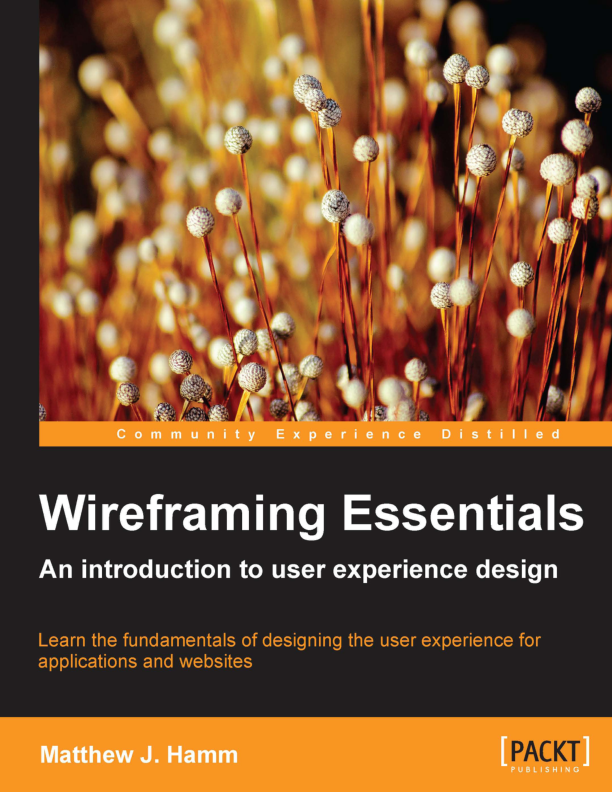 Community Experience Distilled
Wireframing Essentials
An introduction to user experience design
Learn the fundamentals of designing the user experience for
applications and websites
Matthew J. Hamm
[PACKT]
PUBLISHING